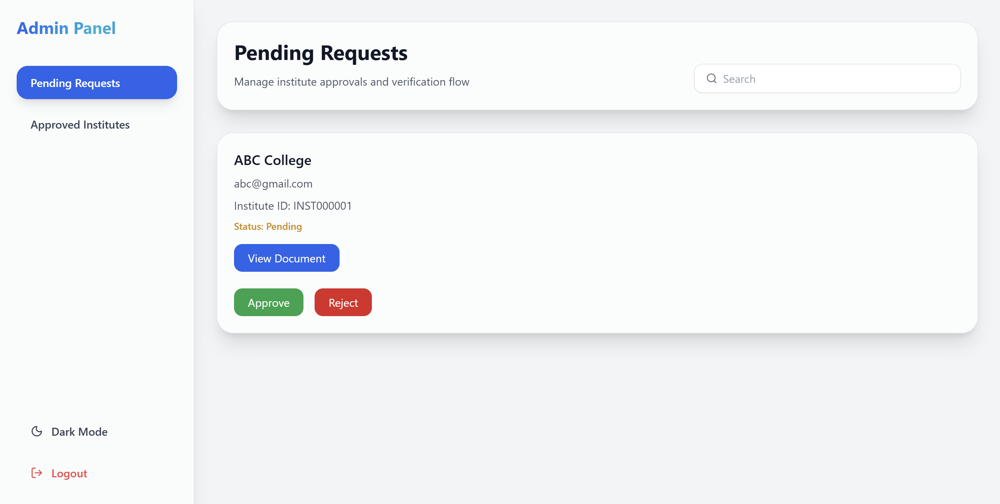 Admin Panel
Pending Requests
Approved Institutes
Dark Mode
Logout
Pending Requests
Manage institute approvals and verification flow
Search
ABC College
abc@gmail.com
Institute ID: INST000001
Status: Pending
View Document
Approve
Reject